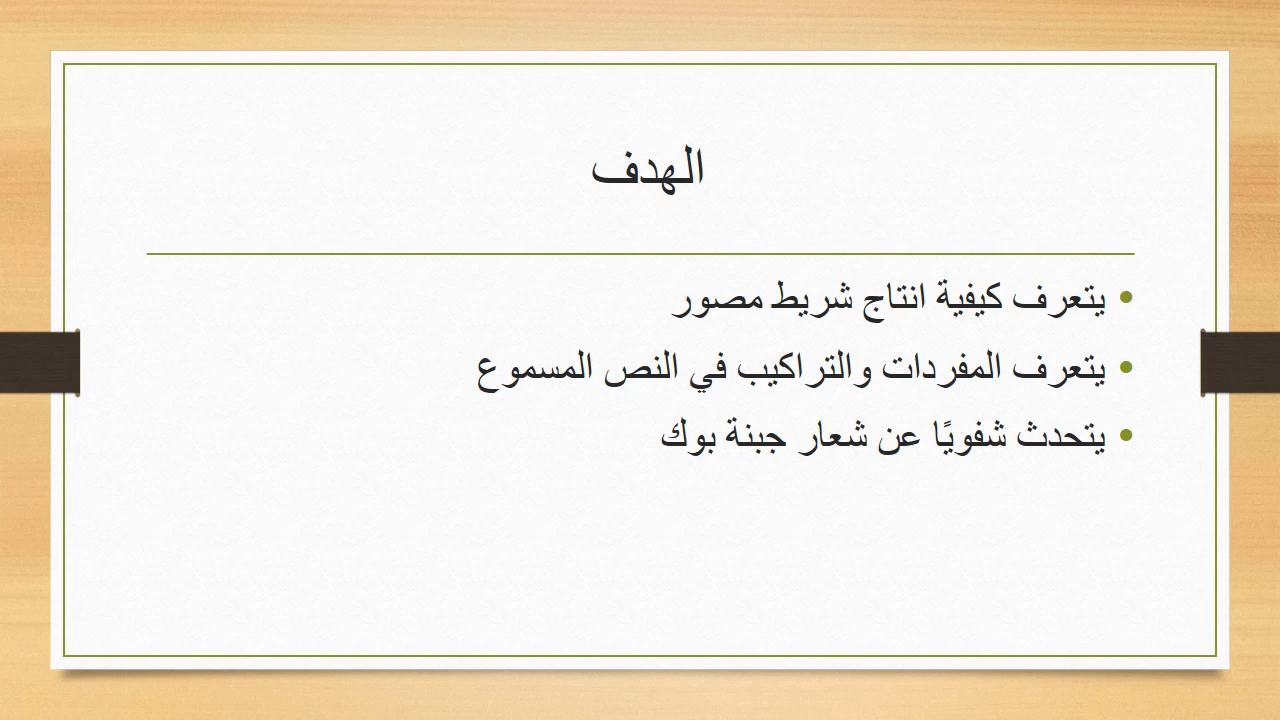 الهدف
• يتعرف كيفية انتاج شريط مصور
• يتعرف المفردات والتراكيب في النص المسموع
• يتحدث شفويًا عن شعار جبنة بوك